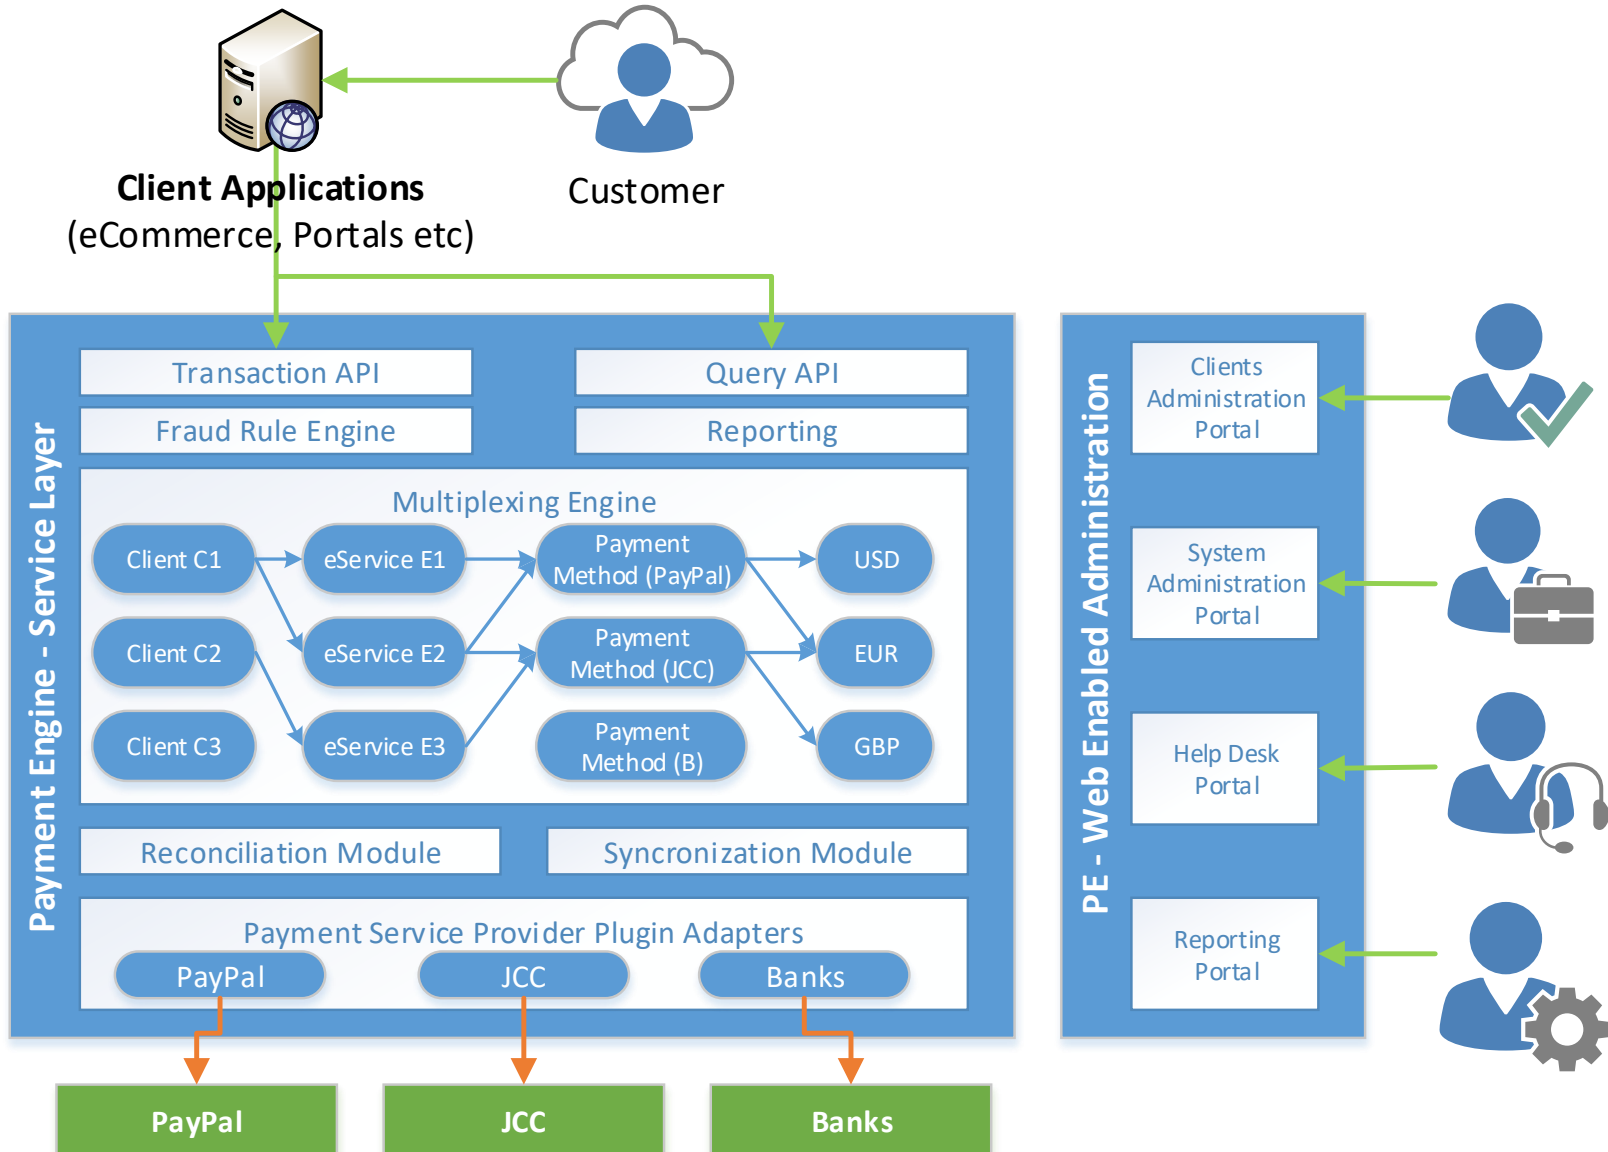 Client Applications
(eCommerce, Portals etc)
Customer
Payment Engine - Service Layer
Transaction API
Query API
Fraud Rule Engine
Reporting
Multiplexing Engine
Client C1
eService E1
Payment
Method (PayPal)
USD
Client C2
eService E2
Payment
Method (JCC)
EUR
Client C3
eService E3
Payment
Method (B)
GBP
Reconciliation Module
Syncronization Module
Payment Service Provider Plugin Adapters
PayPal
JCC
Banks
PayPal
JCC
Banks
PE - Web Enabled Administration
Clients
Administration
Portal
System
Administration
Portal
Help Desk
Portal
Reporting
Portal